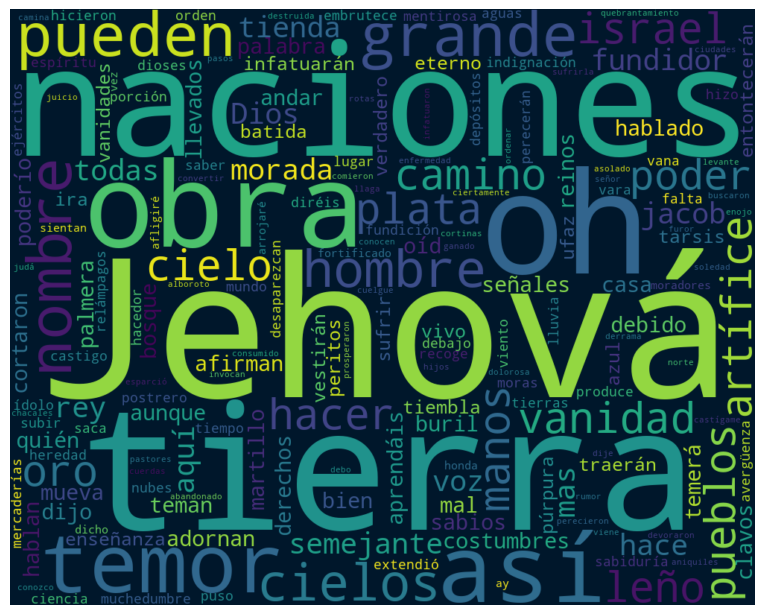 camina destruida hicieron orden embrutece mentirosa aguas quebrantamiento
pueden tienda grande israel
espíritu vez dioses pasos palabra sufrirla ciudades
infatuarán eterno indignación fundidor
naciones
juicio porción llevados Dios andar rotas infatuaron depósitos perecerán hizo
vanidades batida verdadero hablado entontecerán
ejércitos todas saber morada lugar enfermedad comieron ordenar reinos vana asolado señor levante
nombre obra camino poder
poderío ira convertir llaga ciertamente vara falta buscaron
sientan diréis plata fundición cortinas ufaz jacob enojo
afligiré arrojaré oíd conocen ganado tarsis furor
oh
judá palmera relámpagos cielo hombre fortificado soledad
alboroto mundo cuelgue señales casa moradores
hacedor desaparezcan
Jehová
cortaron bosque consumido vestirán vivo viento lluvia debido artífice
castigo afirman invocan peritos prosperaron sufrir debajo recoge derrama azul norte
chacales ídolo esparció postrero hijos moras dolorosa produce castigame
rey aunque hacer tiembla tierras vanidad
subir quién saca tiempo martillo buril
oro heredad aquí pastores cuerdas derechos debo aprendáis honda púrpura manos dije traerán temerá avergüenza
tierra
mercaderías mueva nubes teman abandonado bien voz mas rumor pueblos
hablan dijo dicho mal sabios perecieron clavos
enseñanza adornan semejante costumbres hace viene devoraron
temor cielos extendió así sabiduría leño
ciencia puso conozco muchedumbre ay aniquiles